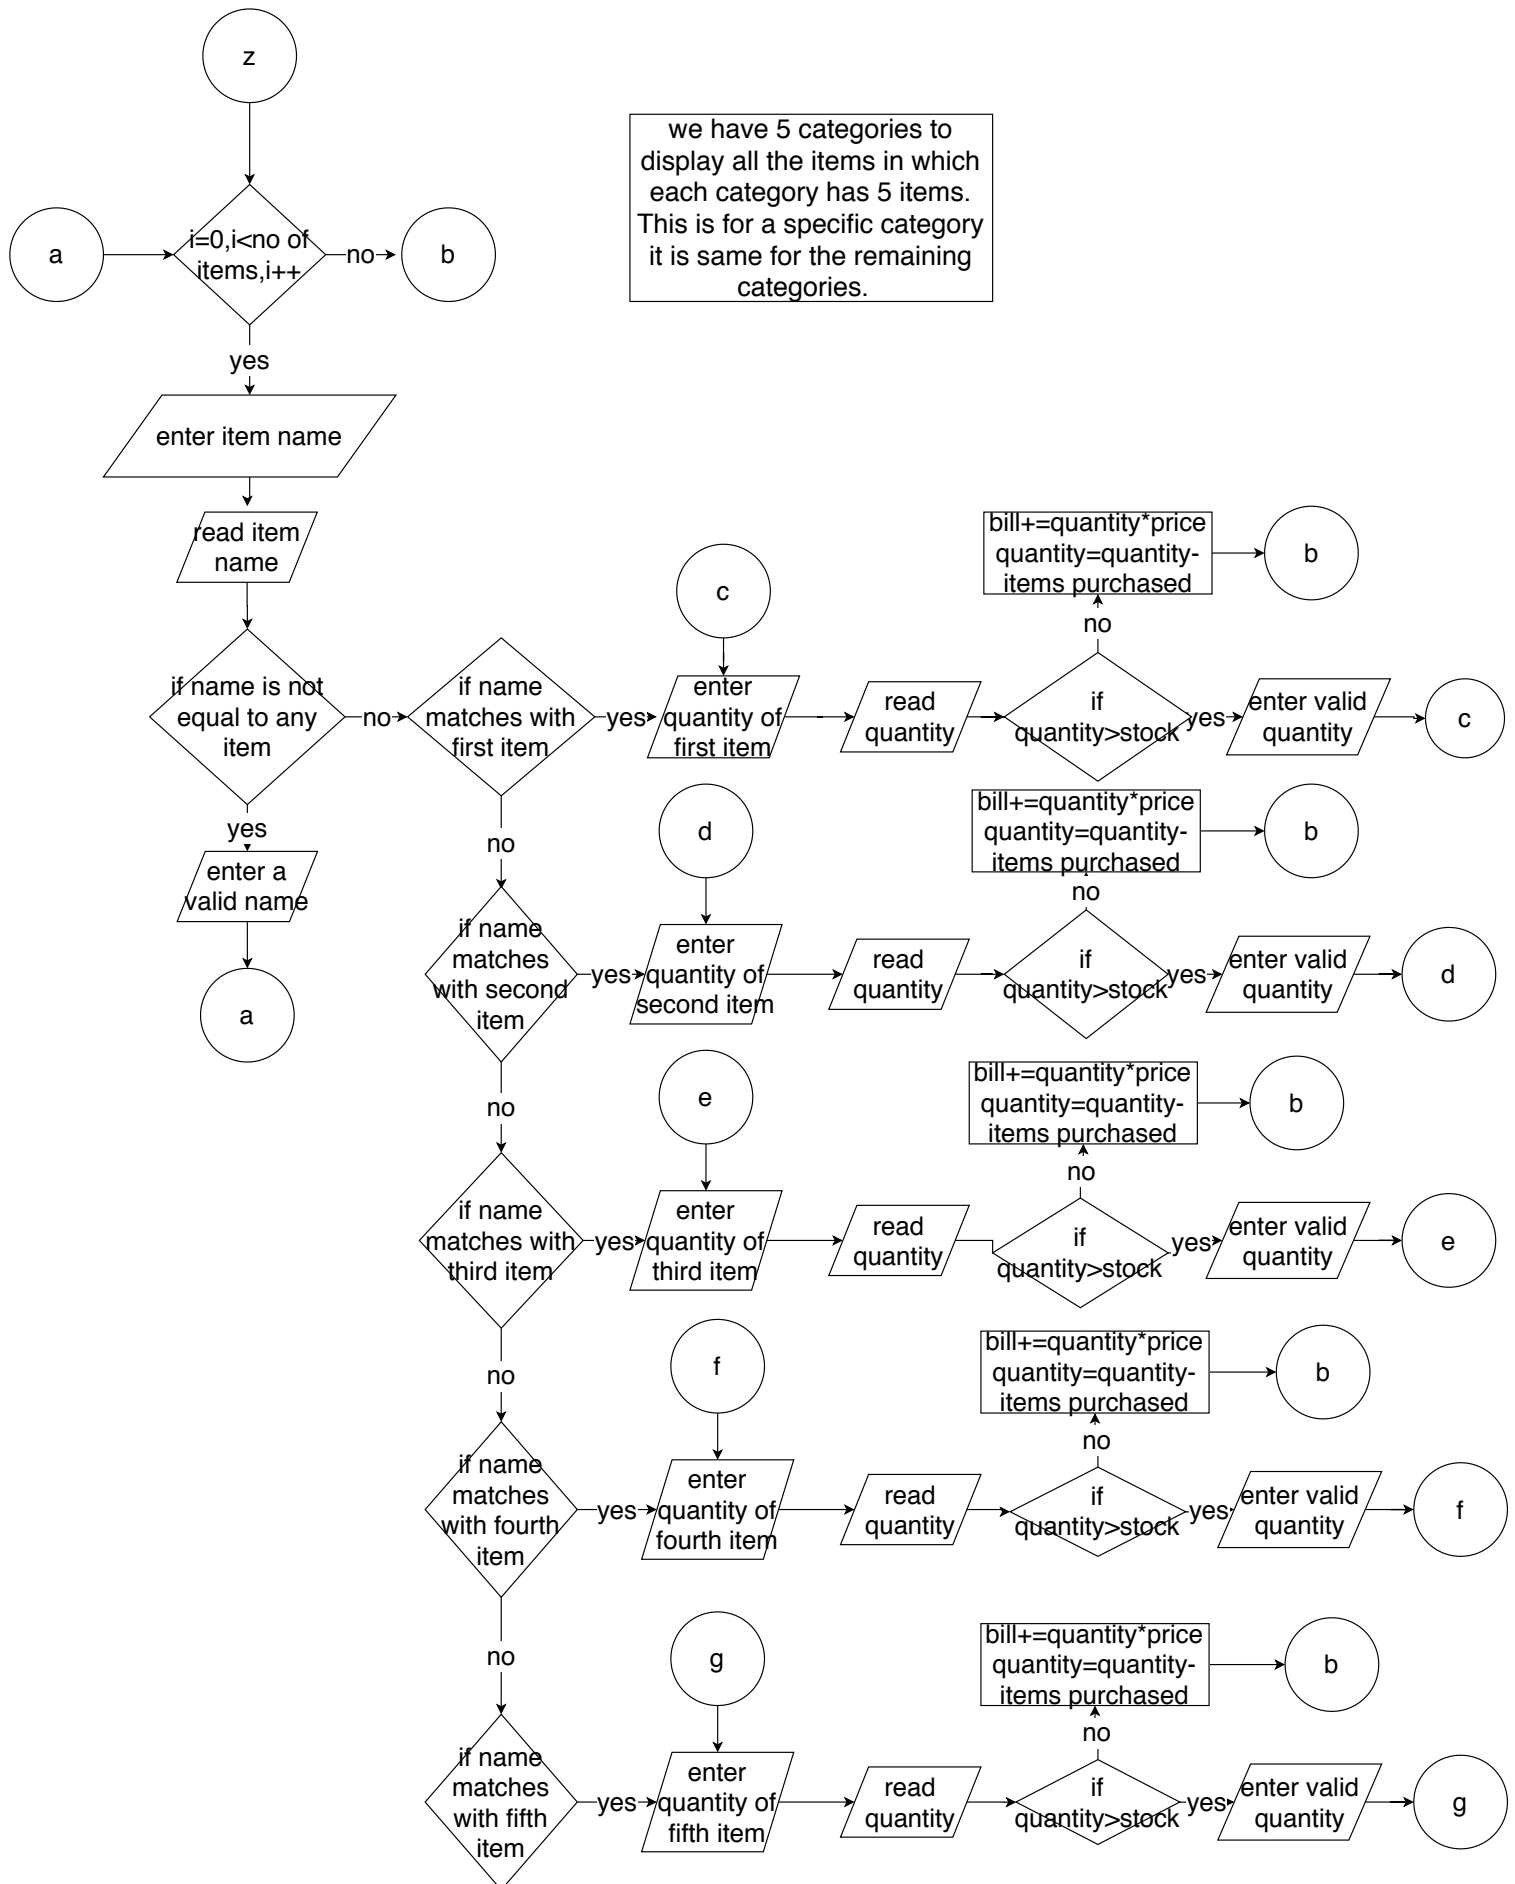 z
we have 5 categories to
display all the items in which
each category has 5 items.
This is for a specific category
it is same for the remaining
categories.
a
i=0,i<no of
items,i++
no
b
yes
enter item name
read item
name
if name is not
equal to any
item
no
yes
enter a
valid name
a
if name
matches with
first item
yes
c
enter
quantity of
first item
read
quantity
if
quantity>stock
no
bill+=quantity*price
quantity=quantity-
items purchased
b
yes
enter valid
quantity
c
no
if name
matches
with second
item
yes
d
enter
quantity of
second item
read
quantity
if
quantity>stock
no
bill+=quantity*price
quantity=quantity-
items purchased
b
yes
enter valid
quantity
d
no
if name
matches with
third item
yes
e
enter
quantity of
third item
read
quantity
if
quantity>stock
no
bill+=quantity*price
quantity=quantity-
items purchased
b
yes
enter valid
quantity
e
no
if name
matches
with fourth
item
yes
f
enter
quantity of
fourth item
read
quantity
if
quantity>stock
no
bill+=quantity*price
quantity=quantity-
items purchased
b
yes
enter valid
quantity
f
no
if name
matches
with fifth
item
yes
g
enter
quantity of
fifth item
read
quantity
if
quantity>stock
no
bill+=quantity*price
quantity=quantity-
items purchased
b
yes
enter valid
quantity
g